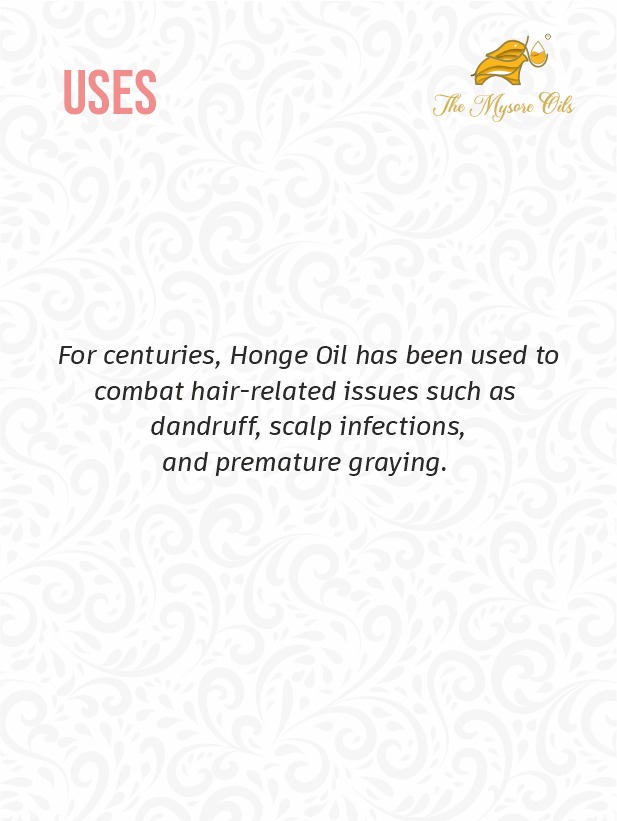 USES
The Mysore Oils
For centuries, Honge Oil has been used to
combat hair-related issues such as
dandruff, scalp infections,
and premature graying.